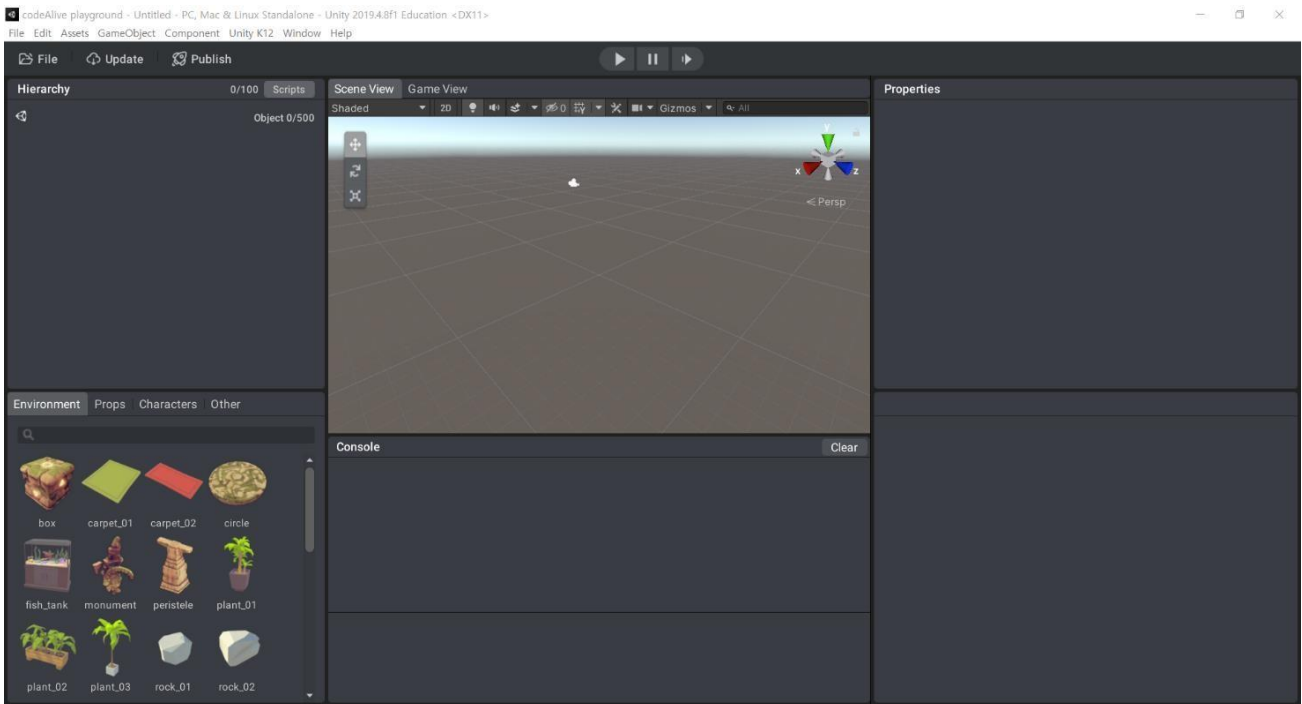 codeAlive playground - Untitled - PC, Mac & Linux Standalone - Unity 2019.4.8f1 Education <DX11>
File Edit Assets GameObject Component Unity K12 Window Help
File Update Publish
Hierarchy 0/100 Scripts
Object 0/500
Scene View Game View
Shaded 2D 0 Gizmos All
y
x z
Persp
Properties
Environment Props Characters Other
box carpet_01 carpet_02 circle
fish_tank monument peristele plant_01
plant_02 plant_03 rock_01 rock_02
Console Clear